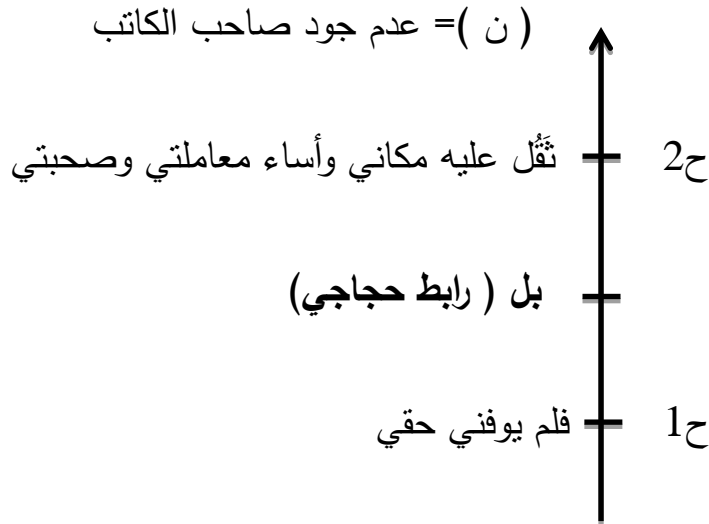 ( ن )= عدم جود صاحب الكاتب
ح2 ثَقُل عليه مكاني وأساء معاملتي وصحبتي
بل ( رابط حجاجي)
ح1 فلم يوفني حقي